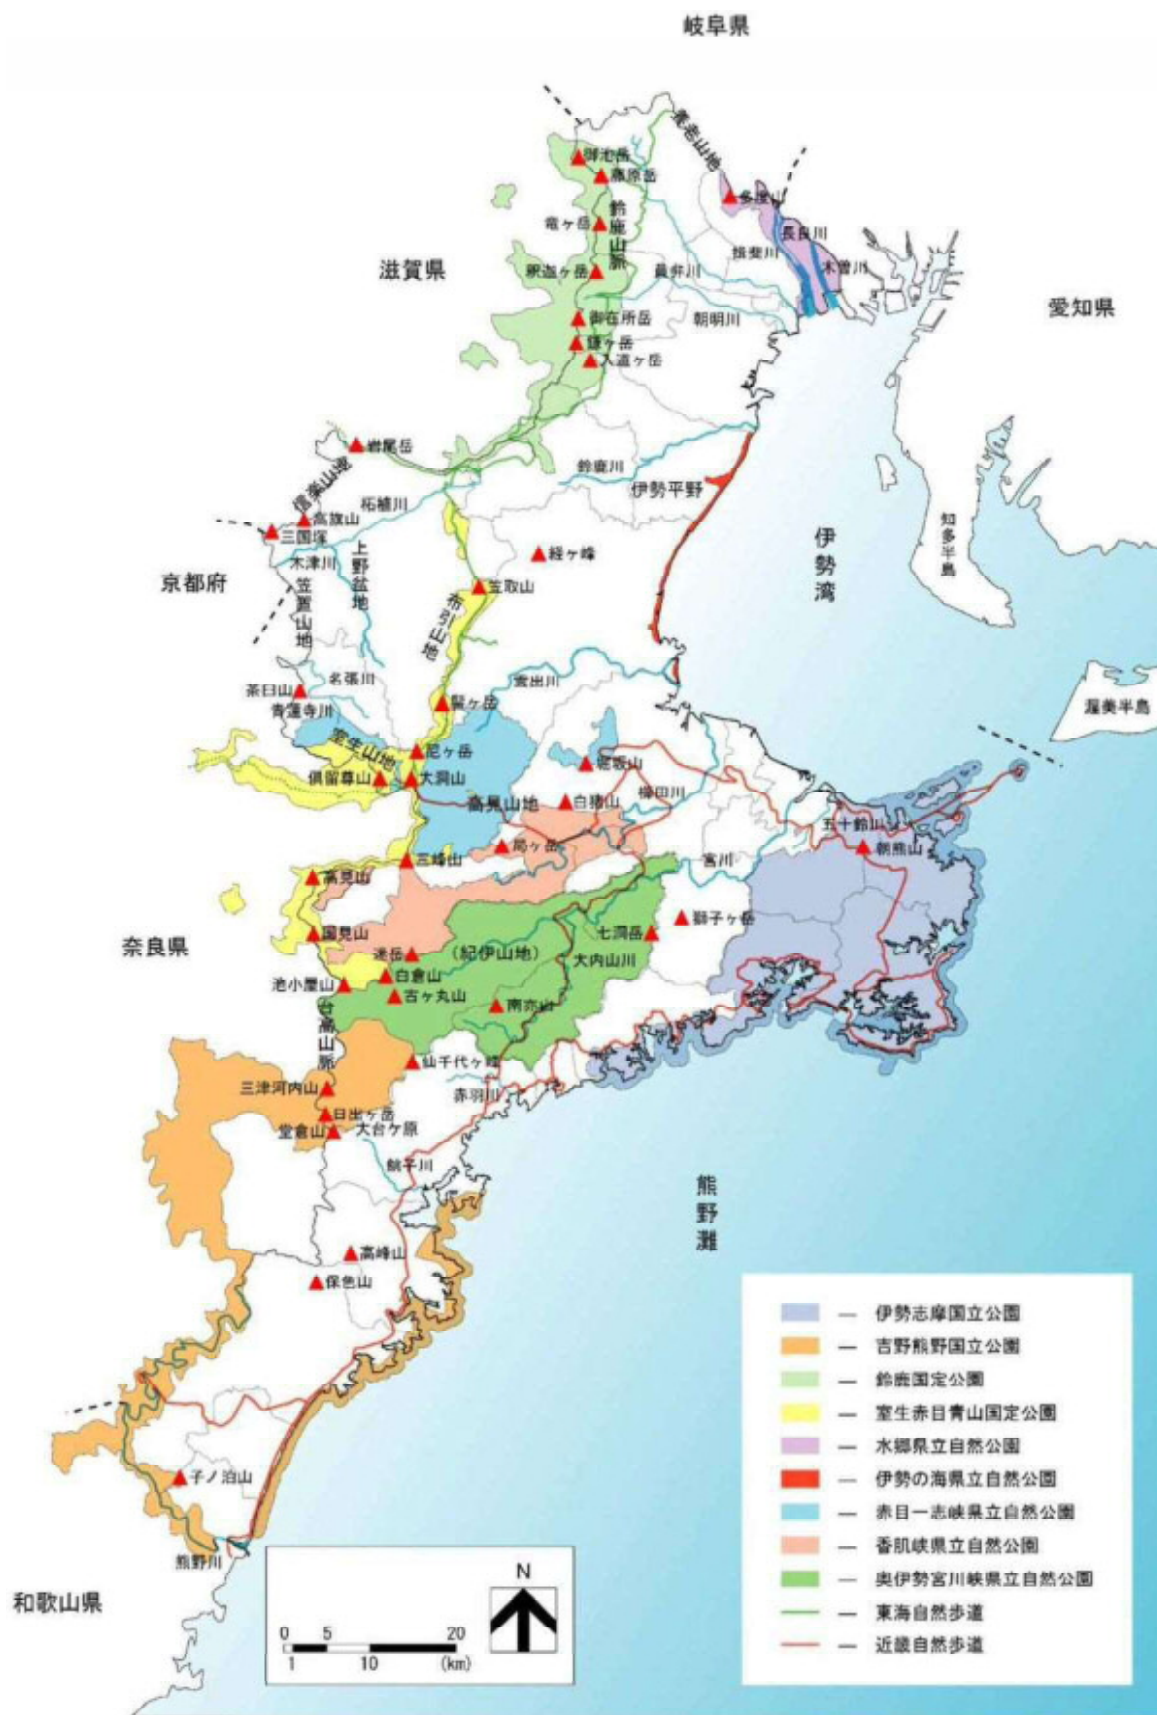 岐阜県
養老山地
御池岳
藤原岳
多度山
鈴鹿山脈
竜ヶ岳
長良川
揖斐川
木曽川
滋賀県
釈迦ヶ岳
員弁川
愛知県
御在所岳
朝明川
鎌ヶ岳
入道ヶ岳
岩尾岳
信楽山地
鈴鹿川
伊勢平野
柘植川
高旗山
三国塚
木津川
上野盆地
経ヶ峰
伊勢湾
知多半島
京都府
笠置山地
笠取山
布引山地
名張川
雲出川
茶臼山
青蓮寺川
髻ヶ岳
渥美半島
室生山地
尼ヶ岳
倶留尊山
大洞山
堀坂山
高見山地
白猪山
櫛田川
五十鈴川
局ヶ岳
朝熊山
三峰山
宮川
高見山
獅子ヶ岳
奈良県
国見山
七洞岳
迷岳
(紀伊山地)
大内山川
池小屋山
白倉山
古ヶ丸山
南亦山
台高山脈
仙千代ヶ峰
三津河内山
赤羽川
日出ヶ岳
堂倉山
大台ケ原
銚子川
熊野灘
高峰山
保色山
子ノ泊山
熊野川
和歌山県
伊勢志摩国立公園
吉野熊野国立公園
鈴鹿国定公園
室生赤目青山国定公園
水郷県立自然公園
伊勢の海県立自然公園
赤目一志峡県立自然公園
香肌峡県立自然公園
奥伊勢宮川峡県立自然公園
東海自然歩道
近畿自然歩道
N
0 5 20
1 10 (km)